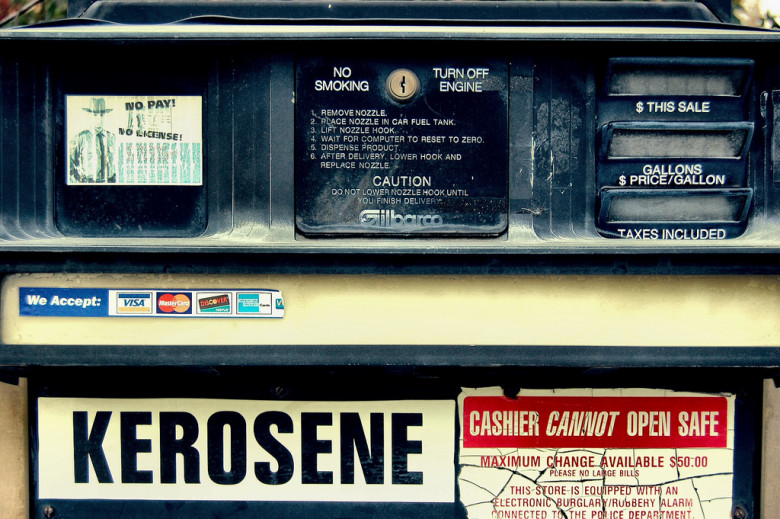 NO PAY!
NO LICENSE!
NO
SMOKING
TURN OFF
ENGINE
1. REMOVE NOZZLE.
2. PLACE NOZZLE IN CAR FUEL TANK.
3. LIFT NOZZLE HOOK.
4. WAIT FOR COMPUTER TO RESET TO ZERO.
5. DISPENSE PRODUCT.
6. AFTER DELIVERY, LOWER HOOK AND
REPLACE NOZZLE.
CAUTION
DO NOT LOWER NOZZLE HOOK UNTIL
YOU FINISH DELIVERY.
Gilbarco
$ THIS SALE
GALLONS
$ PRICE/GALLON
TAXES INCLUDED
We Accept:
VISA
MasterCard
DISCOVER
KEROSENE
CASHIER CANNOT OPEN SAFE
MAXIMUM CHANGE AVAILABLE $50.00
PLEASE NO LARGE BILLS
THIS STORE IS EQUIPPED WITH AN
ELECTRONIC BURGLARY/ROBBERY ALARM
CONNECTED TO THE POLICE DEPARTMENT.